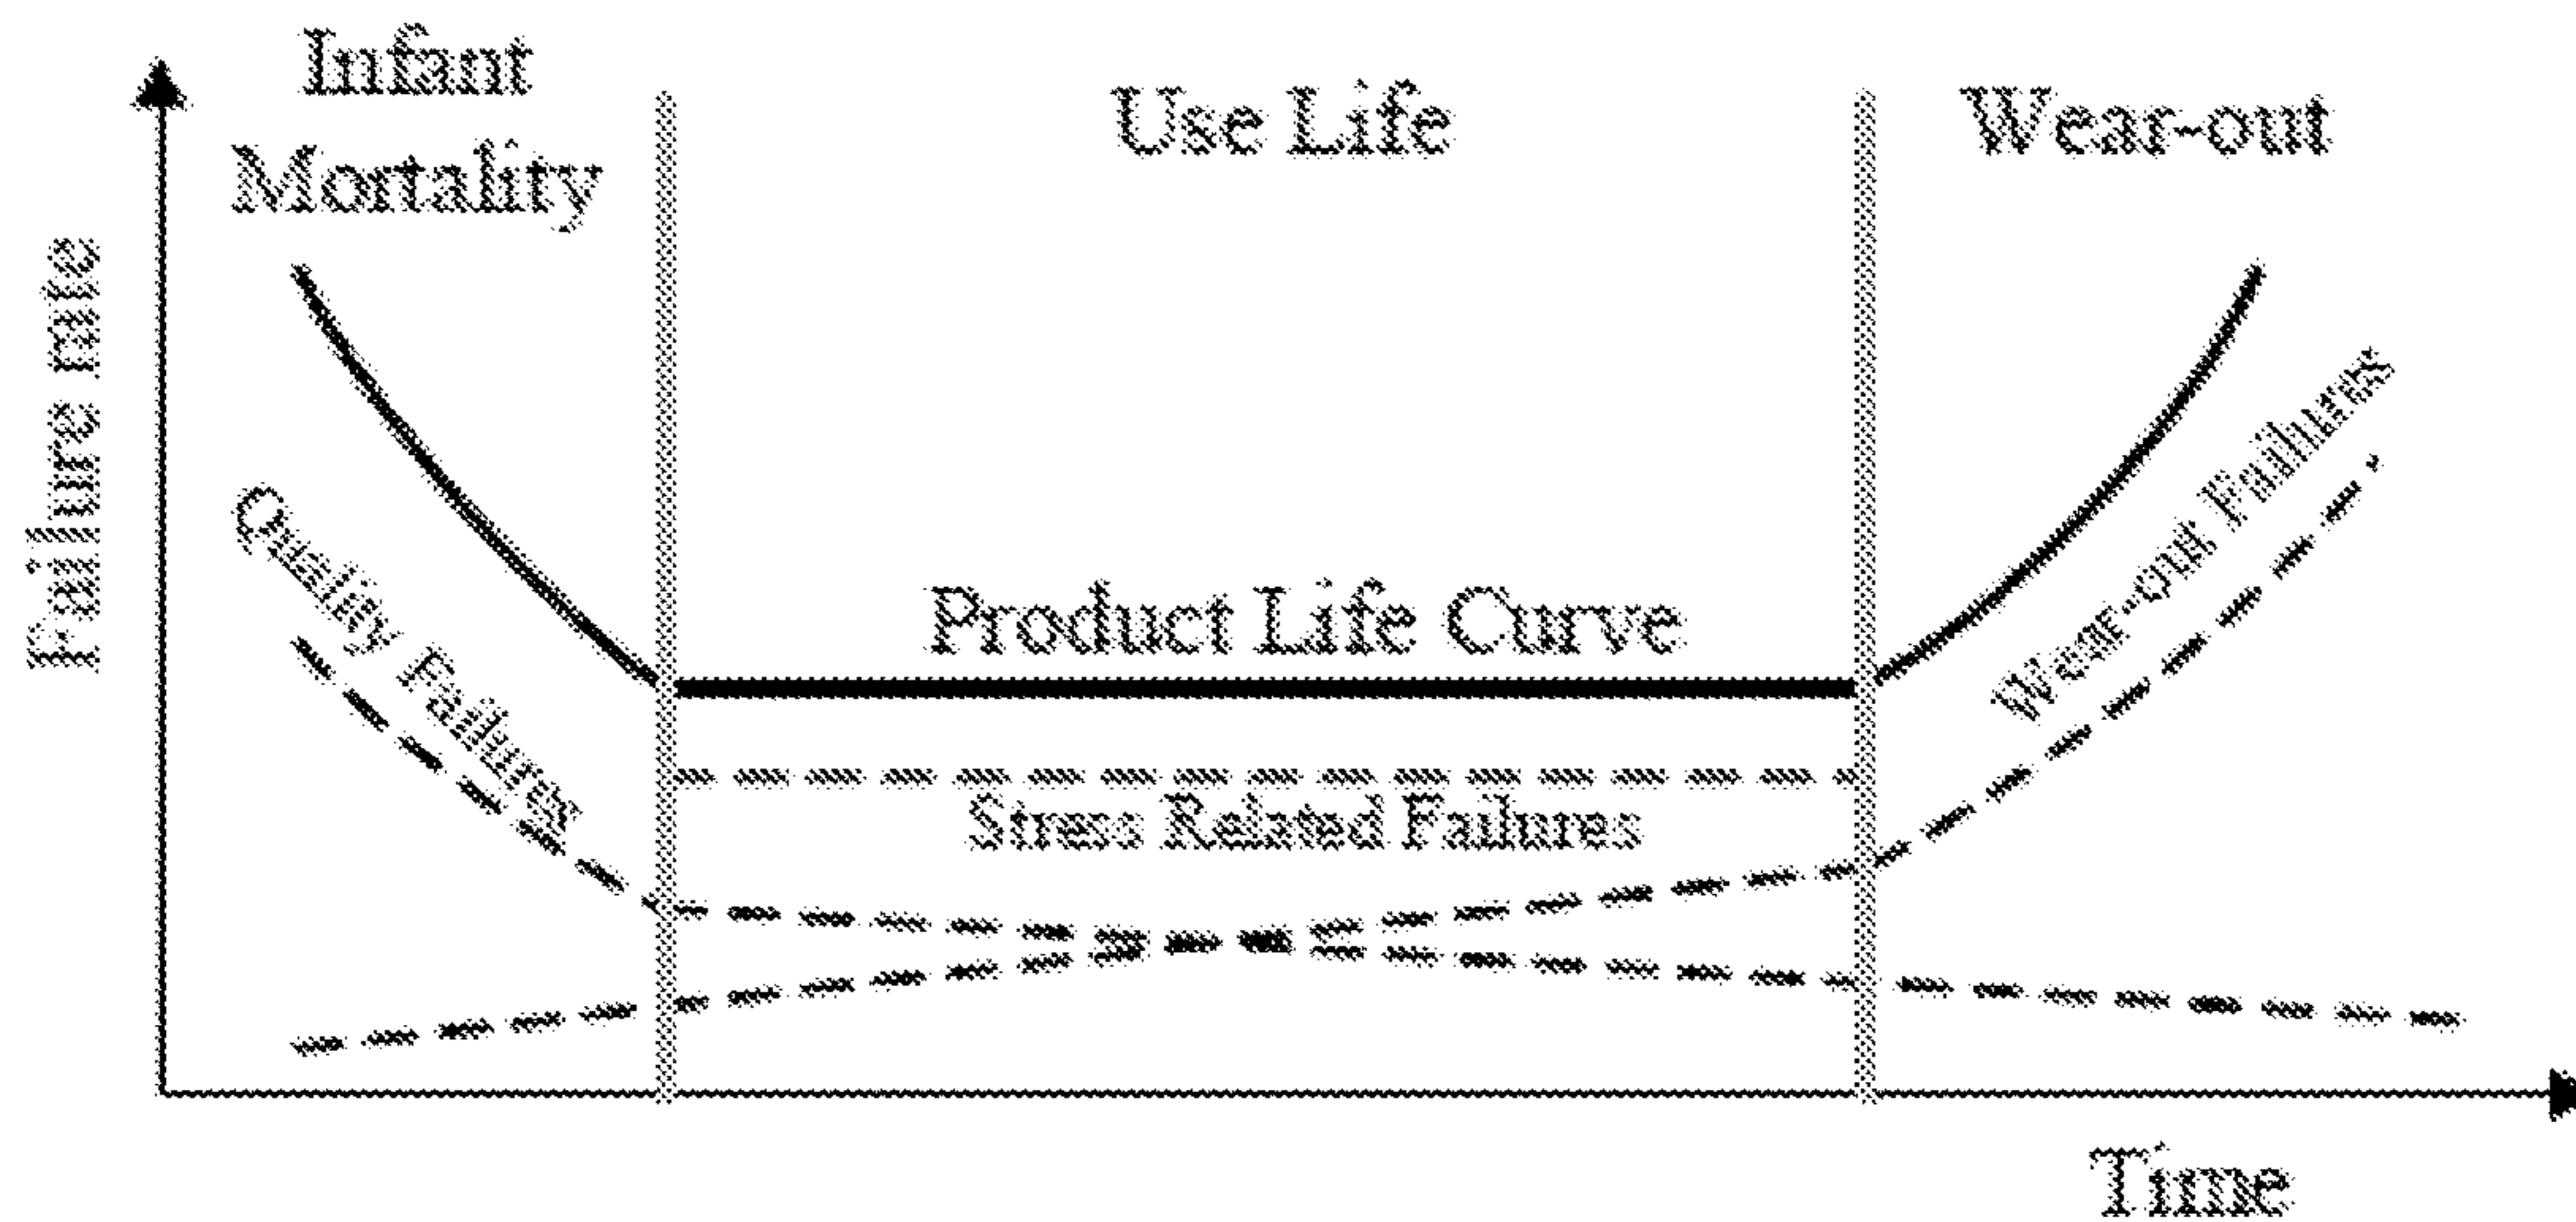 Infant
Mortality
Use Life
Wear-out
Failure rate
Quality Failures
Product Life Curve
Stress Related Failures
Wear-out Failures
Time